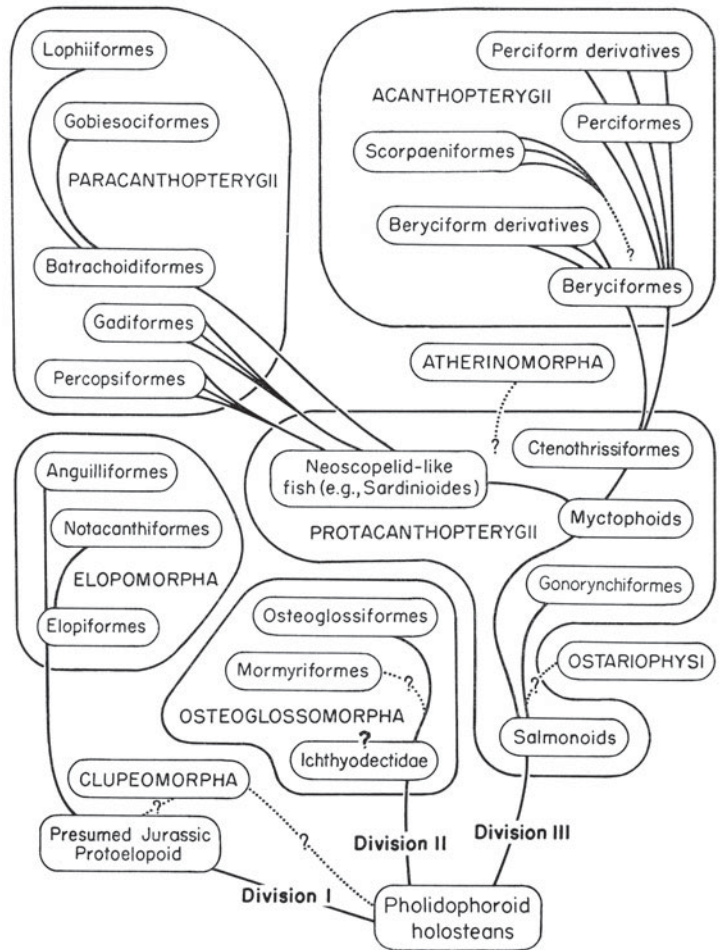 Lophiiformes
Gobiesociformes
PARACANTHOPTERYGII
Batrachoidiformes
Gadiformes
Percopsiformes
Perciform derivatives
ACANTHOPTERYGII
Perciformes
Scorpaeniformes
Beryciform derivatives
?
Beryciformes
ATHERINOMORPHA
?
Ctenothrissiformes
Neoscopelid-like
fish (e.g., Sardinioides)
Myctophoids
PROTACANTHOPTERYGII
Gonorynchiformes
OSTARIOPHYSI
?
Salmonoids
Anguilliformes
Notacanthiformes
ELOPOMORPHA
Elopiformes
Osteoglossiformes
Mormyriformes
?
OSTEOGLOSSOMORPHA
?
Ichthyodectidae
CLUPEOMORPHA
?
?
Presumed Jurassic
Protoelopoid
Division I
Division II
Division III
Pholidophoroid
holosteans